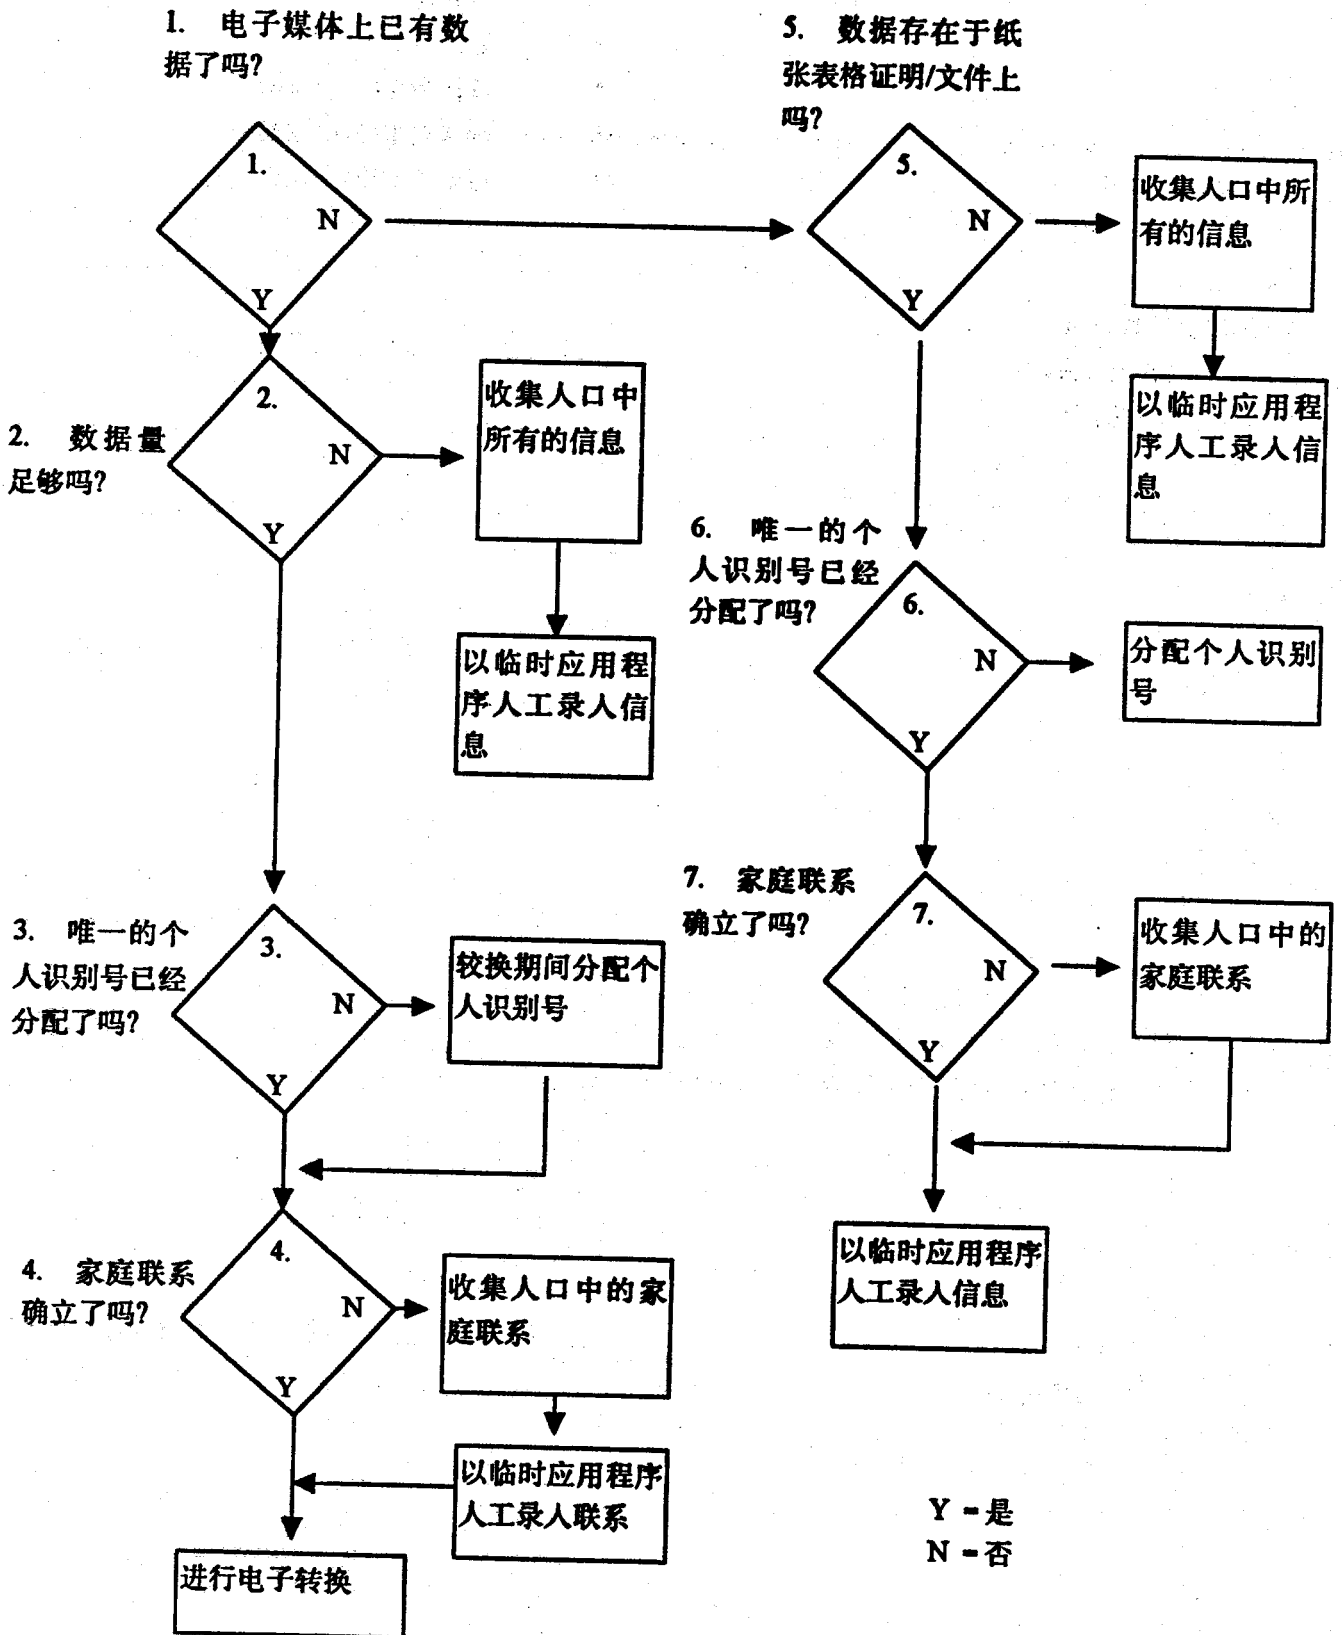 1. 电子媒体上已有数
据了吗?
1.
N
Y
2. 数据量
足够吗?
2.
N
Y
收集人口中
所有的信息
以临时应用程
序人工录人信
息
3. 唯一的个
人识别号已经
分配了吗?
3.
N
Y
较换期间分配个
人识别号
4. 家庭联系
确立了吗?
4.
N
Y
收集人口中的家
庭联系
以临时应用程序
人工录人联系
进行电子转换
5. 数据存在于纸
张表格证明/文件上
吗?
5.
N
Y
收集人口中所
有的信息
以临时应用程
序人工录人信
息
6. 唯一的个
人识别号已经
分配了吗?
6.
N
Y
分配个人识别
号
7. 家庭联系
确立了吗?
7.
N
Y
收集人口中的
家庭联系
以临时应用程序
人工录人信息
Y = 是
N = 否